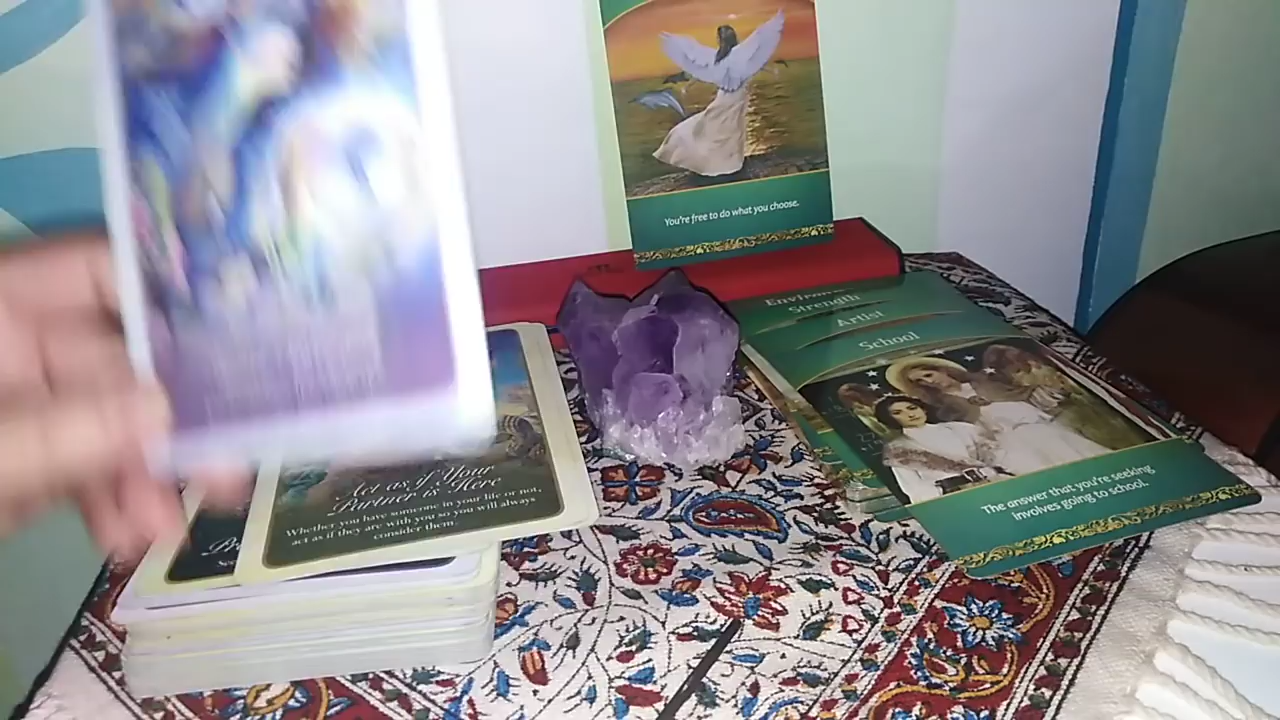 You're free to do what you choose.
Strength
Artist
School
The answer that you're seeking
involves going to school.
Act as if Your
Partner is Here
Whether you have someone in your life or not,
act as if they are with you, so you will always
consider them.